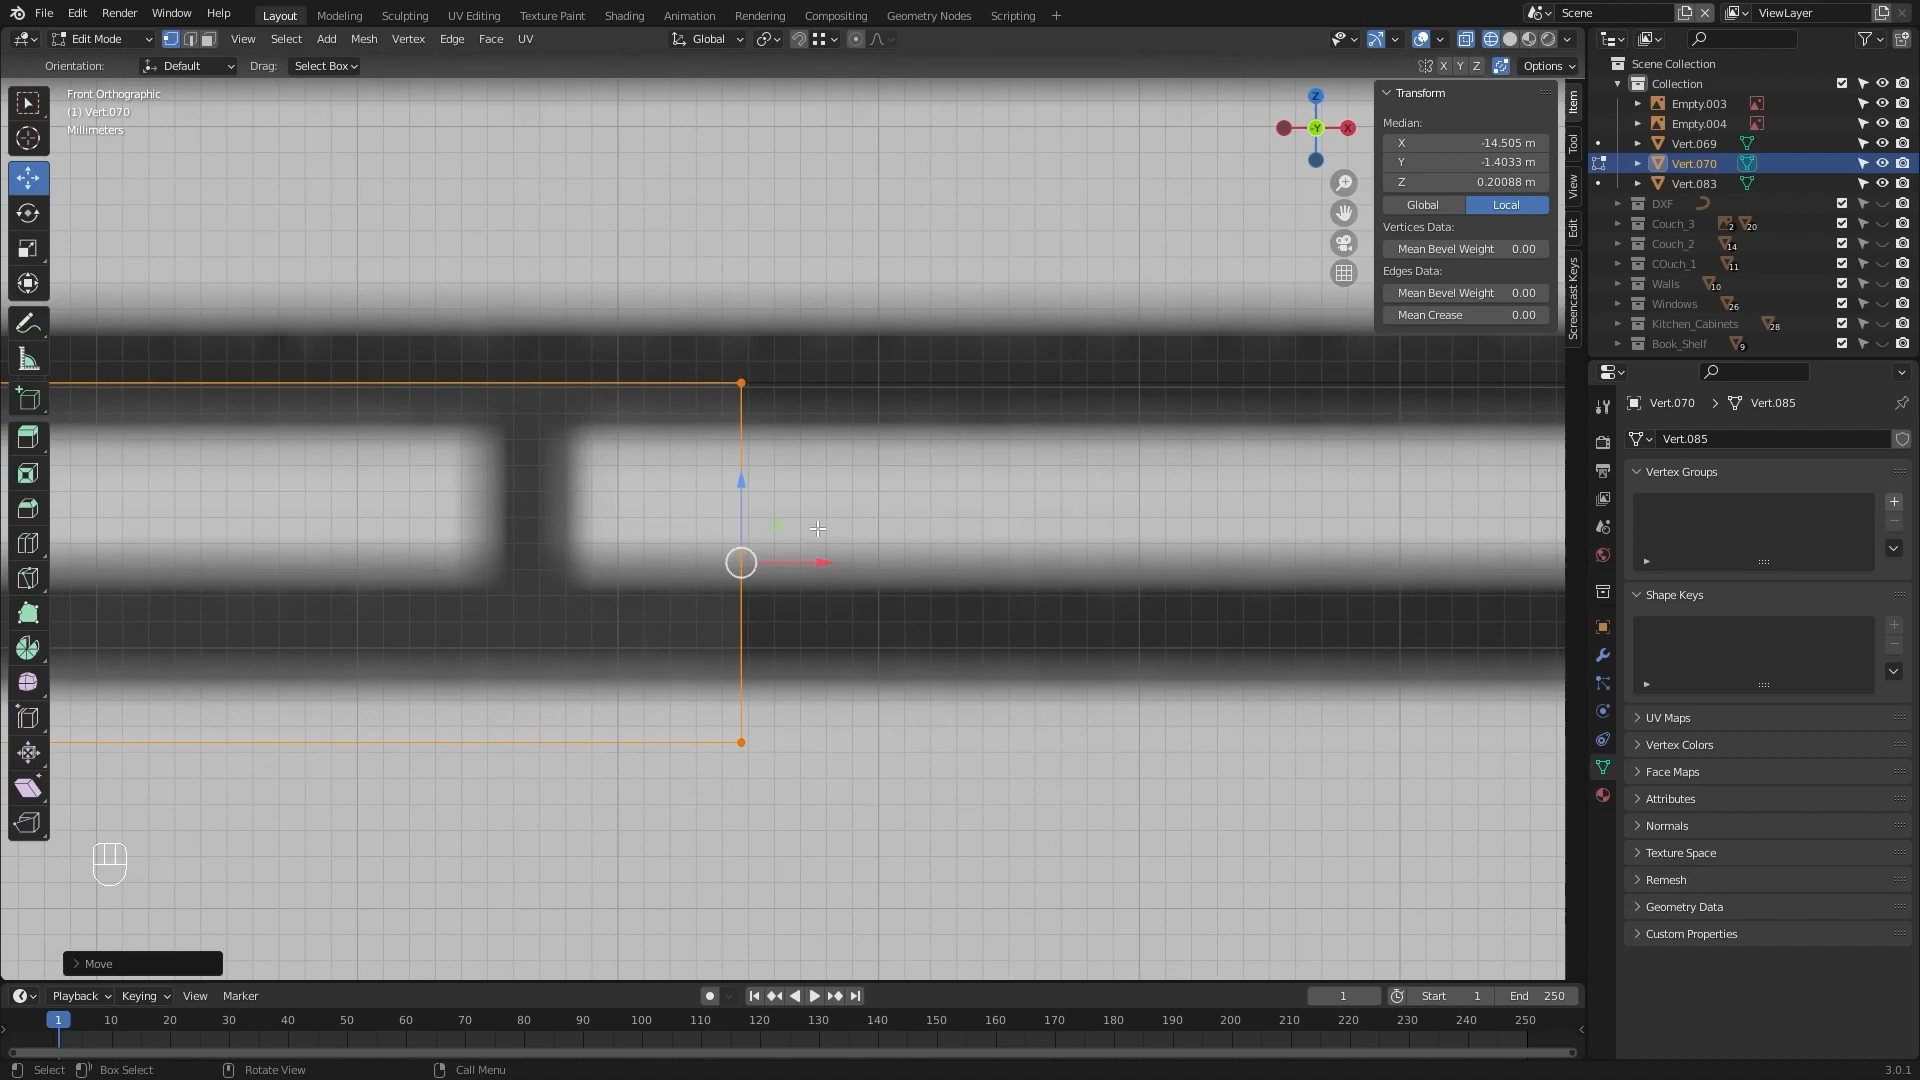 File Edit Render Window Help Layout Modeling Sculpting UV Editing Texture Paint Shading Animation Rendering Compositing Geometry Nodes Scripting + Scene ViewLayer
Edit Mode View Select Add Mesh Vertex Edge Face UV Global
Orientation: Default Drag: Select Box X Y Z Options
Front Orthographic
(1) Vert.070
Millimeters
Z
-Y
X
Transform
Median:
X -14.505 m
Y -1.4033 m
Z 0.20088 m
Global Local
Vertices Data:
Mean Bevel Weight 0.00
Edges Data:
Mean Bevel Weight 0.00
Mean Crease 0.00
Item
Tool
View
Edit
Screencast Keys
Scene Collection
Collection
Empty.003
Empty.004
Vert.069
Vert.070
Vert.083
DXF
Couch_3 2 20
Couch_2 14
COuch_1 11
Walls 10
Windows 26
Kitchen_Cabinets 28
Book_Shelf 9
Vert.070 > Vert.085
Vert.085
Vertex Groups
Shape Keys
UV Maps
Vertex Colors
Face Maps
Attributes
Normals
Texture Space
Remesh
Geometry Data
Custom Properties
Move
Playback Keying View Marker 1 Start 1 End 250
1 10 20 30 40 50 60 70 80 90 100 110 120 130 140 150 160 170 180 190 200 210 220 230 240 250
Select Box Select Rotate View Call Menu 3.0.1